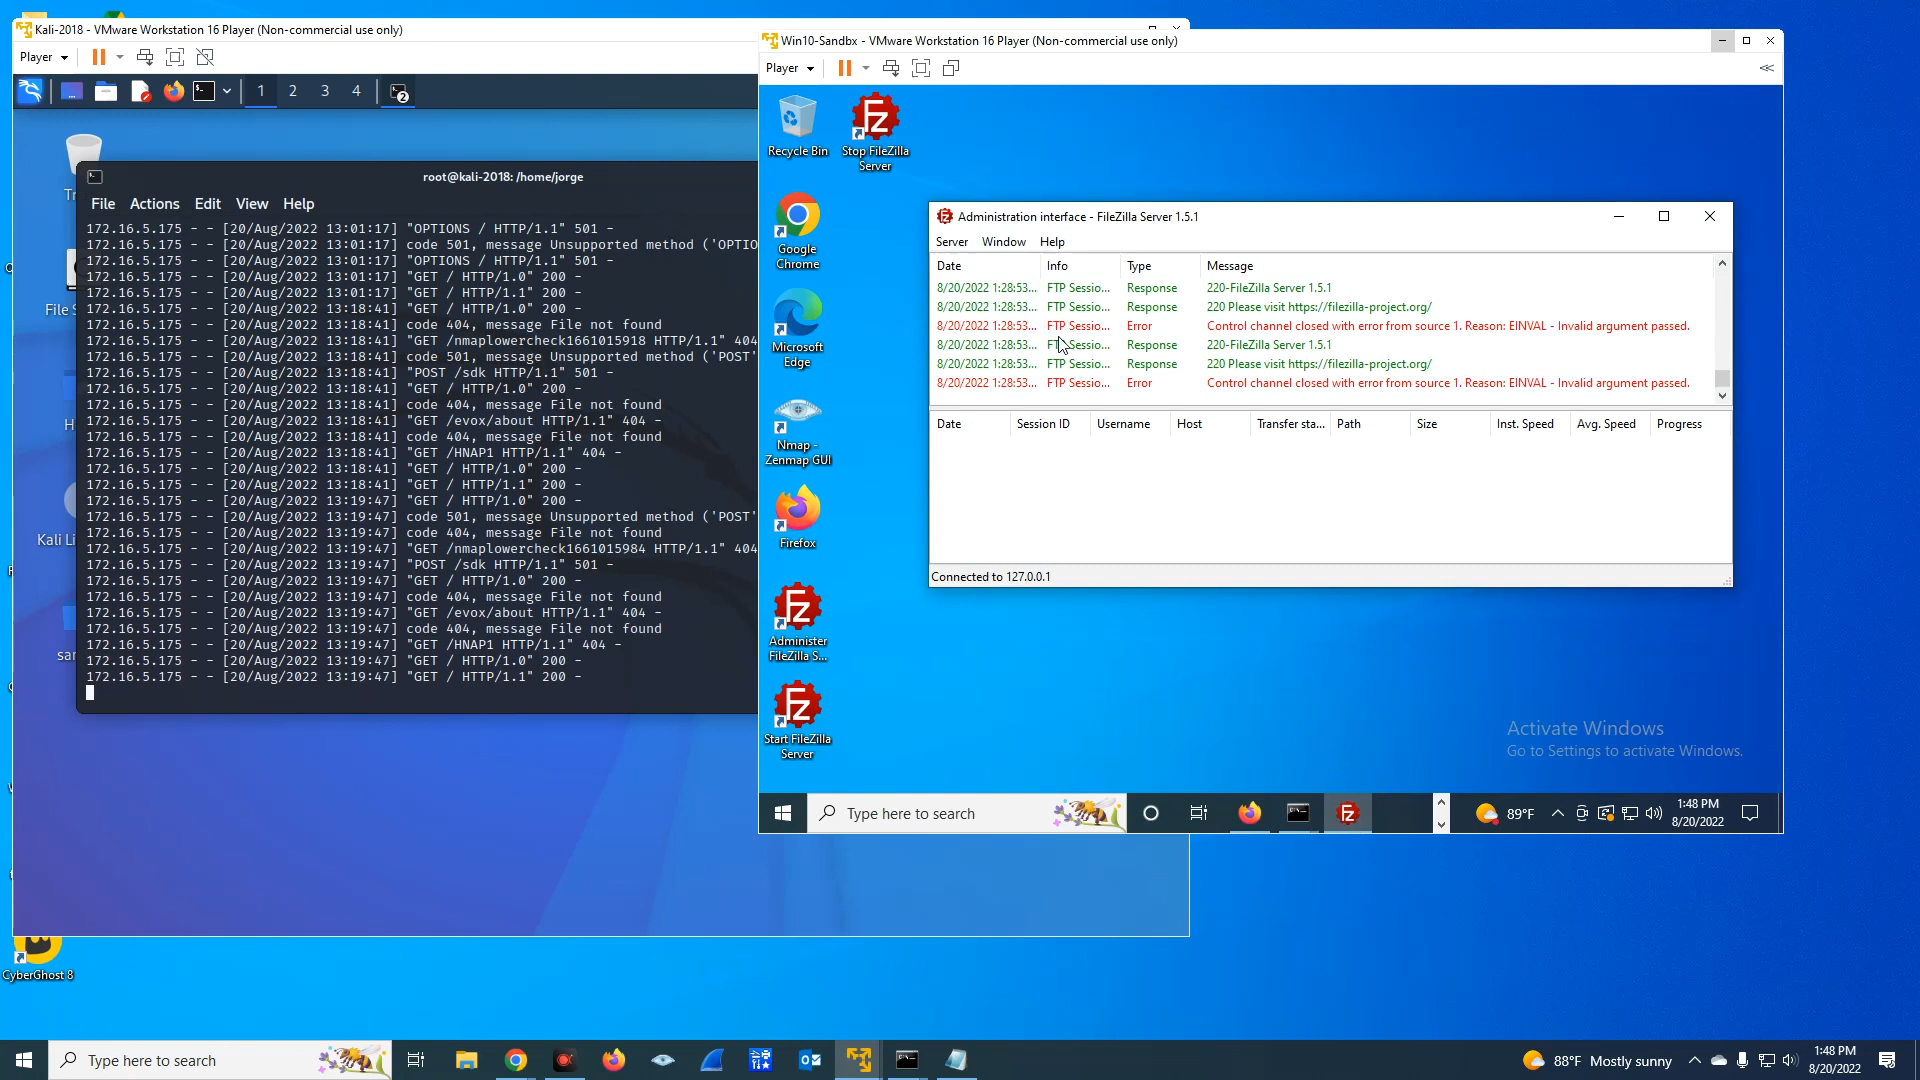 Kali-2018 - VMware Workstation 16 Player (Non-commercial use only)
Player
1 2 3 4
2
root@kali-2018: /home/jorge
File Actions Edit View Help
172.16.5.175 - - [20/Aug/2022 13:01:17] "OPTIONS / HTTP/1.1" 501 -
172.16.5.175 - - [20/Aug/2022 13:01:17] code 501, message Unsupported method ('OPTIO
172.16.5.175 - - [20/Aug/2022 13:01:17] "OPTIONS / HTTP/1.1" 501 -
172.16.5.175 - - [20/Aug/2022 13:01:17] "GET / HTTP/1.0" 200 -
172.16.5.175 - - [20/Aug/2022 13:01:17] "GET / HTTP/1.1" 200 -
172.16.5.175 - - [20/Aug/2022 13:18:41] "GET / HTTP/1.0" 200 -
172.16.5.175 - - [20/Aug/2022 13:18:41] code 404, message File not found
172.16.5.175 - - [20/Aug/2022 13:18:41] "GET /nmaplowercheck1661015918 HTTP/1.1" 404
172.16.5.175 - - [20/Aug/2022 13:18:41] code 501, message Unsupported method ('POST'
172.16.5.175 - - [20/Aug/2022 13:18:41] "POST /sdk HTTP/1.1" 501 -
172.16.5.175 - - [20/Aug/2022 13:18:41] "GET / HTTP/1.0" 200 -
172.16.5.175 - - [20/Aug/2022 13:18:41] code 404, message File not found
172.16.5.175 - - [20/Aug/2022 13:18:41] "GET /evox/about HTTP/1.1" 404 -
172.16.5.175 - - [20/Aug/2022 13:18:41] code 404, message File not found
172.16.5.175 - - [20/Aug/2022 13:18:41] "GET /HNAP1 HTTP/1.1" 404 -
172.16.5.175 - - [20/Aug/2022 13:18:41] "GET / HTTP/1.0" 200 -
172.16.5.175 - - [20/Aug/2022 13:18:41] "GET / HTTP/1.1" 200 -
172.16.5.175 - - [20/Aug/2022 13:19:47] "GET / HTTP/1.0" 200 -
172.16.5.175 - - [20/Aug/2022 13:19:47] code 501, message Unsupported method ('POST'
172.16.5.175 - - [20/Aug/2022 13:19:47] code 404, message File not found
172.16.5.175 - - [20/Aug/2022 13:19:47] "GET /nmaplowercheck1661015984 HTTP/1.1" 404
172.16.5.175 - - [20/Aug/2022 13:19:47] "POST /sdk HTTP/1.1" 501 -
172.16.5.175 - - [20/Aug/2022 13:19:47] "GET / HTTP/1.0" 200 -
172.16.5.175 - - [20/Aug/2022 13:19:47] code 404, message File not found
172.16.5.175 - - [20/Aug/2022 13:19:47] "GET /evox/about HTTP/1.1" 404 -
172.16.5.175 - - [20/Aug/2022 13:19:47] code 404, message File not found
172.16.5.175 - - [20/Aug/2022 13:19:47] "GET /HNAP1 HTTP/1.1" 404 -
172.16.5.175 - - [20/Aug/2022 13:19:47] "GET / HTTP/1.0" 200 -
172.16.5.175 - - [20/Aug/2022 13:19:47] "GET / HTTP/1.1" 200 -
Kali Li
CyberGhost 8
Win10-Sandbx - VMware Workstation 16 Player (Non-commercial use only)
Player
Recycle Bin
Stop FileZilla
Server
Google
Chrome
Microsoft
Edge
Nmap -
Zenmap GUI
Firefox
Administer
FileZilla S...
Start FileZilla
Server
Administration interface - FileZilla Server 1.5.1
Server Window Help
Date Info Type Message
8/20/2022 1:28:53... FTP Sessio... Response 220-FileZilla Server 1.5.1
8/20/2022 1:28:53... FTP Sessio... Response 220 Please visit https://filezilla-project.org/
8/20/2022 1:28:53... FTP Sessio... Error Control channel closed with error from source 1. Reason: EINVAL - Invalid argument passed.
8/20/2022 1:28:53... FTP Sessio... Response 220-FileZilla Server 1.5.1
8/20/2022 1:28:53... FTP Sessio... Response 220 Please visit https://filezilla-project.org/
8/20/2022 1:28:53... FTP Sessio... Error Control channel closed with error from source 1. Reason: EINVAL - Invalid argument passed.
Date Session ID Username Host Transfer sta... Path Size Inst. Speed Avg. Speed Progress
Connected to 127.0.0.1
Activate Windows
Go to Settings to activate Windows.
Type here to search
89°F
1:48 PM
8/20/2022
Type here to search
88°F Mostly sunny
1:48 PM
8/20/2022